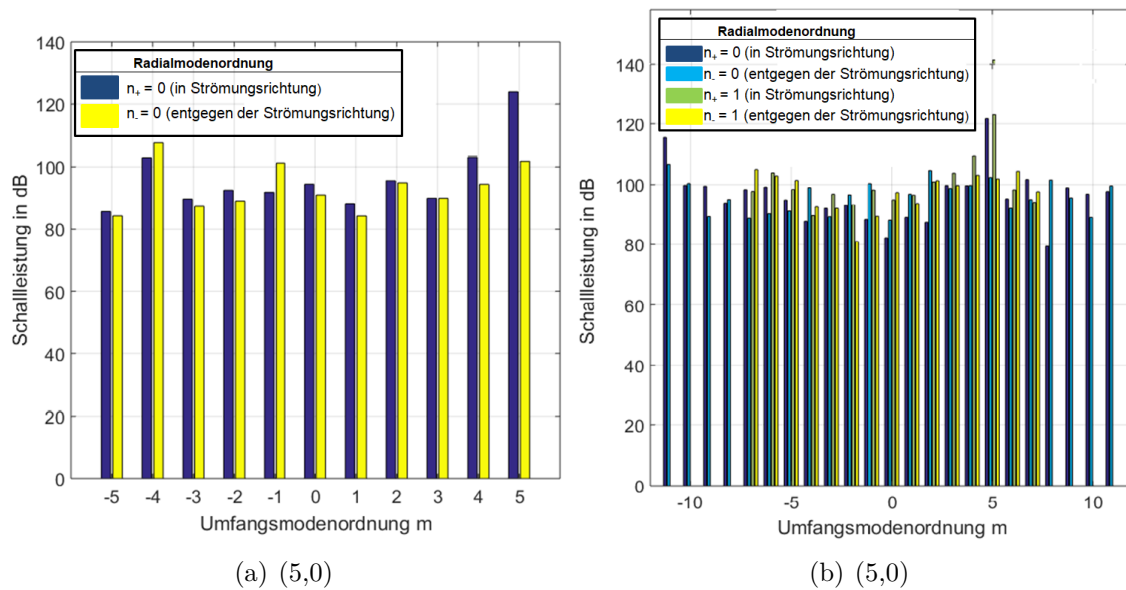 Radialmodenordnung
n₊ = 0 (in Strömungsrichtung)
n₋ = 0 (entgegen der Strömungsrichtung)
140
120
100
80
60
40
20
0
Schallleistung in dB
-5 -4 -3 -2 -1 0 1 2 3 4 5
Umfangsmodenordnung m
(a) (5,0)
Radialmodenordnung
n₊ = 0 (in Strömungsrichtung)
n₋ = 0 (entgegen der Strömungsrichtung)
n₊ = 1 (in Strömungsrichtung)
n₋ = 1 (entgegen der Strömungsrichtung)
140
120
100
80
60
40
20
0
Schallleistung in dB
-10 -5 0 5 10
Umfangsmodenordnung m
(b) (5,0)